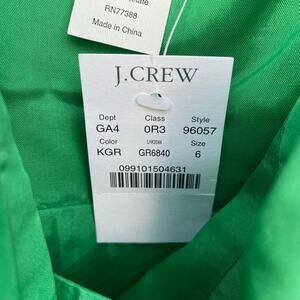 RN77388
Made in China
J.CREW
Dept Class Style
GA4 0R3 96057
Color Size
KGR GR6840 6
099101504631